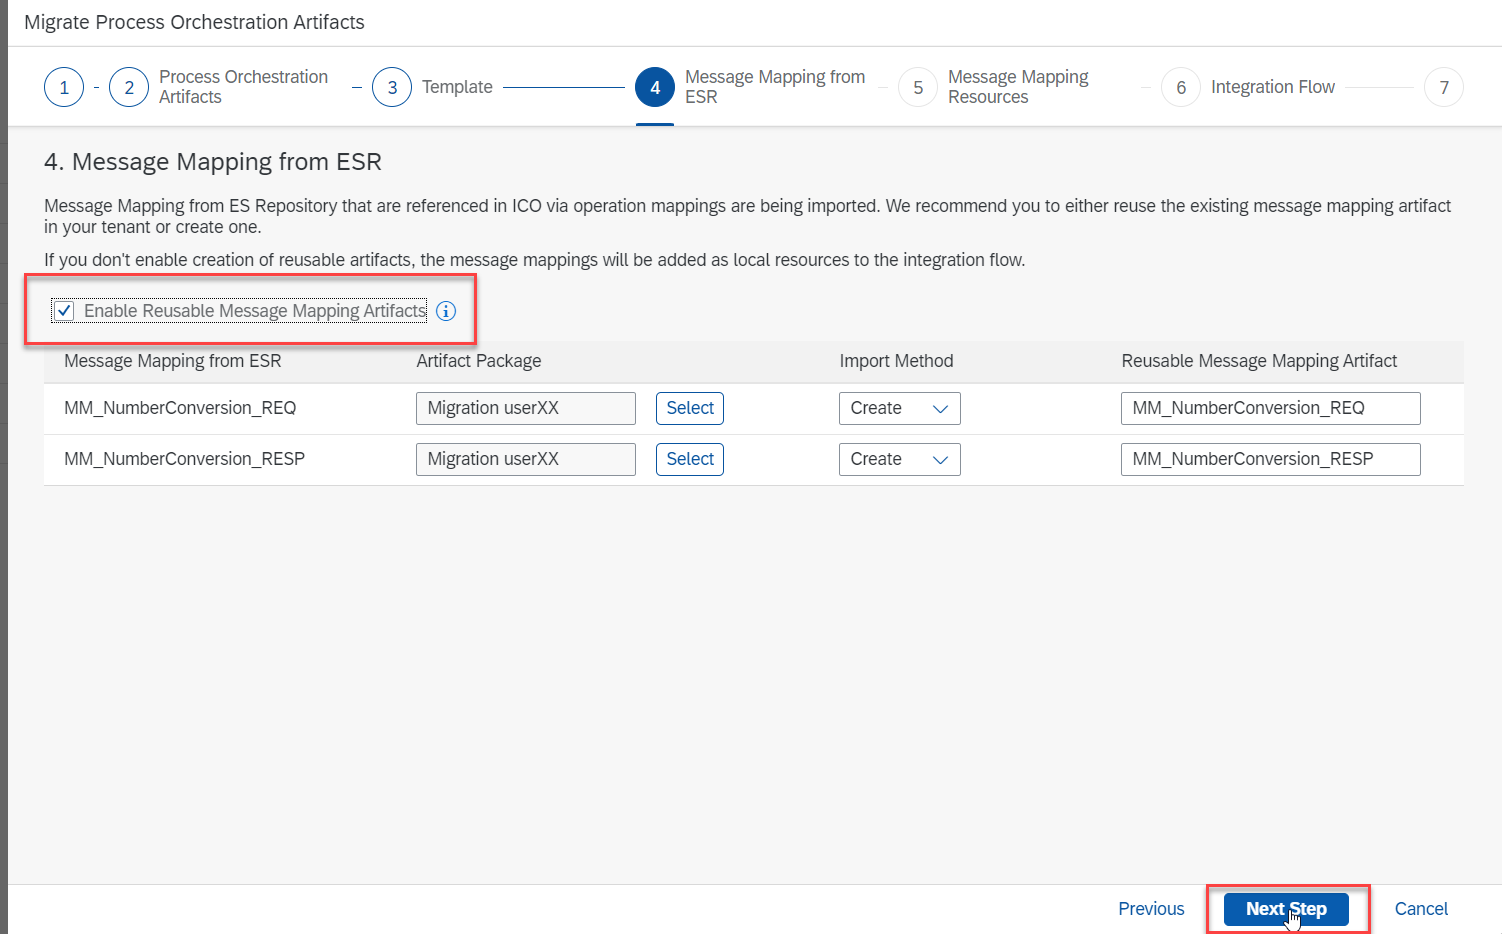 Migrate Process Orchestration Artifacts
1
2
Process Orchestration
Artifacts
3
Template
4
Message Mapping from
ESR
5
Message Mapping
Resources
6
Integration Flow
7
4. Message Mapping from ESR
Message Mapping from ES Repository that are referenced in ICO via operation mappings are being imported. We recommend you to either reuse the existing message mapping artifact
in your tenant or create one.
If you don't enable creation of reusable artifacts, the message mappings will be added as local resources to the integration flow.
Enable Reusable Message Mapping Artifacts
Message Mapping from ESR Artifact Package Import Method Reusable Message Mapping Artifact
MM_NumberConversion_REQ Migration userXX Select Create MM_NumberConversion_REQ
MM_NumberConversion_RESP Migration userXX Select Create MM_NumberConversion_RESP
Previous Next Step Cancel